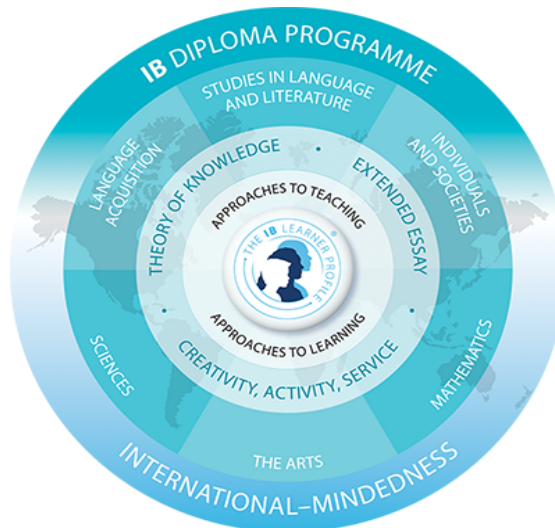 IB DIPLOMA PROGRAMME
STUDIES IN LANGUAGE
AND LITERATURE
LANGUAGE
ACQUISITION
INDIVIDUALS
AND SOCIETIES
THEORY OF KNOWLEDGE
•
EXTENDED ESSAY
•
APPROACHES TO TEACHING
THE IB LEARNER PROFILE
®
APPROACHES TO LEARNING
•
CREATIVITY, ACTIVITY, SERVICE
SCIENCES
MATHEMATICS
THE ARTS
INTERNATIONAL–MINDEDNESS